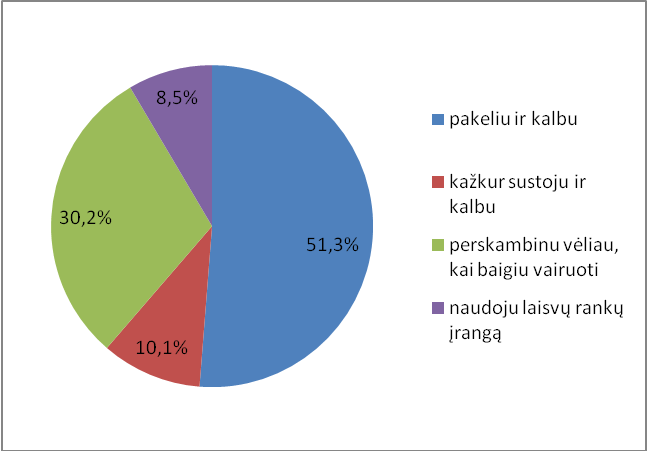 8,5%
51,3%
30,2%
10,1%
pakeliu ir kalbu
kažkur sustoju ir
kalbu
perskambinu vėliau,
kai baigiu vairuoti
naudoju laisvų rankų
įrangą